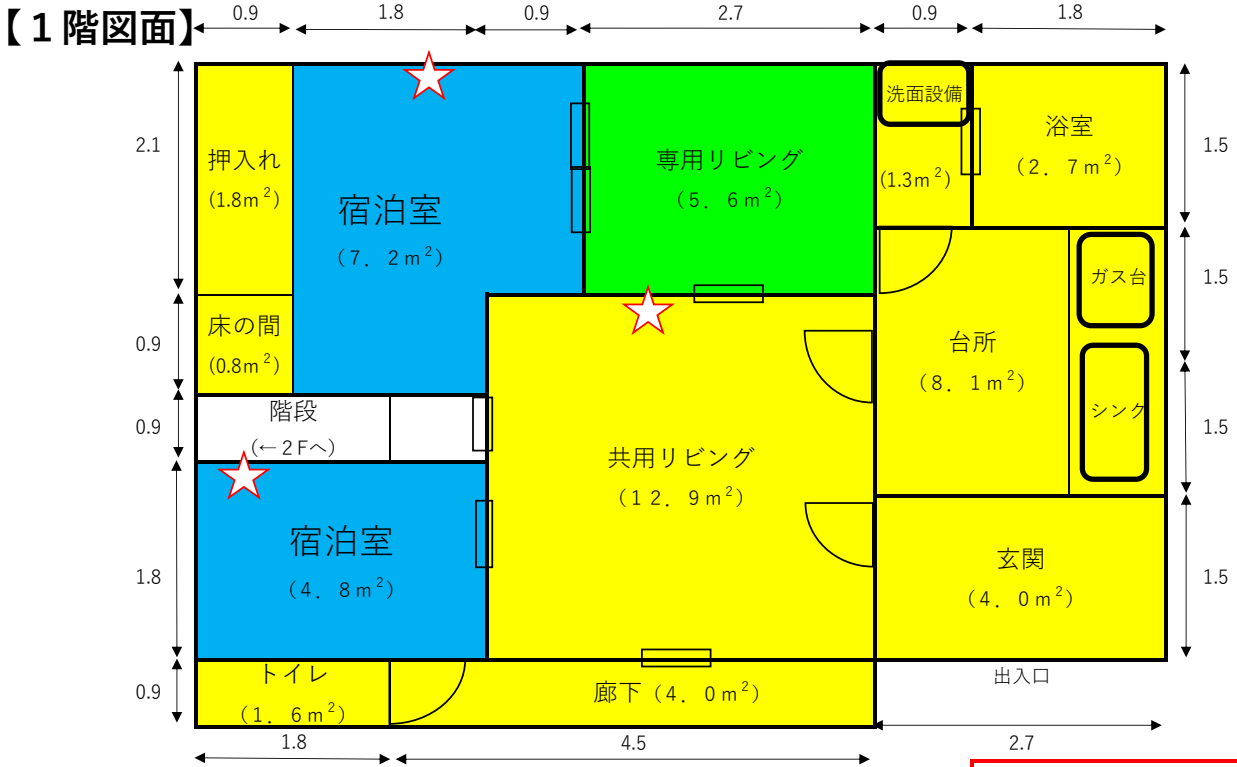 【１階図面】
0.9
1.8
0.9
2.7
0.9
1.8
2.1
0.9
0.9
1.8
0.9
押入れ
(1.8ｍ²)
宿泊室
（７．２ｍ²）
専用リビング
（５．６ｍ²）
洗面設備
(1.3ｍ²)
浴室
（２．７ｍ²）
1.5
床の間
(0.8ｍ²)
ガス台
1.5
台所
（８．１ｍ²）
シンク
1.5
階段
（←２Fへ）
共用リビング
（１２．９ｍ²）
宿泊室
（４．８ｍ²）
玄関
（４．０ｍ²）
1.5
トイレ
（１．６ｍ²）
廊下（４．０ｍ²）
出入口
1.8
4.5
2.7